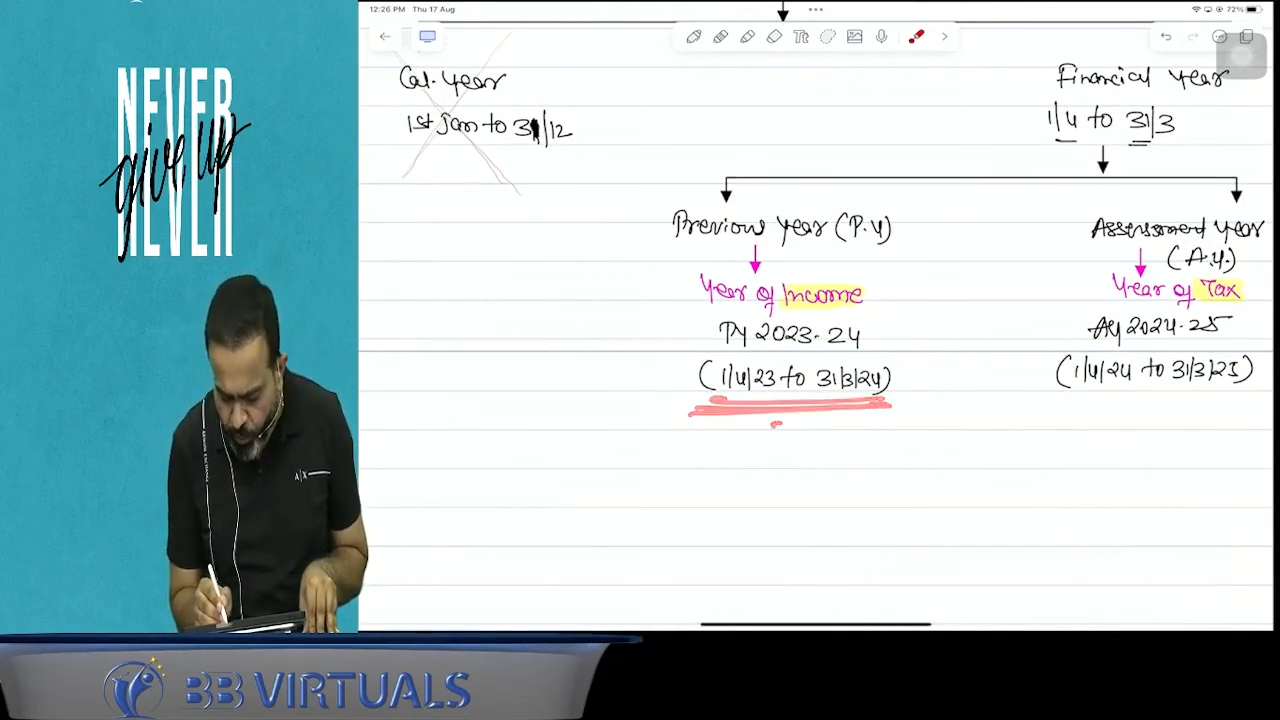 12:26 PM Thu 17 Aug
72%
Cal. Year
1st Jan to 31/12
Financial Year
1/4 to 31/3
Previous Year (P.Y)
Assessment Year
(A.Y.)
Year of Income
Year of Tax
PY 2023-24
AY 2024-25
(1/4/23 to 31/3/24)
(1/4/24 to 31/3/25)
NEVER
give up
NEVER
A|X
BB VIRTUALS